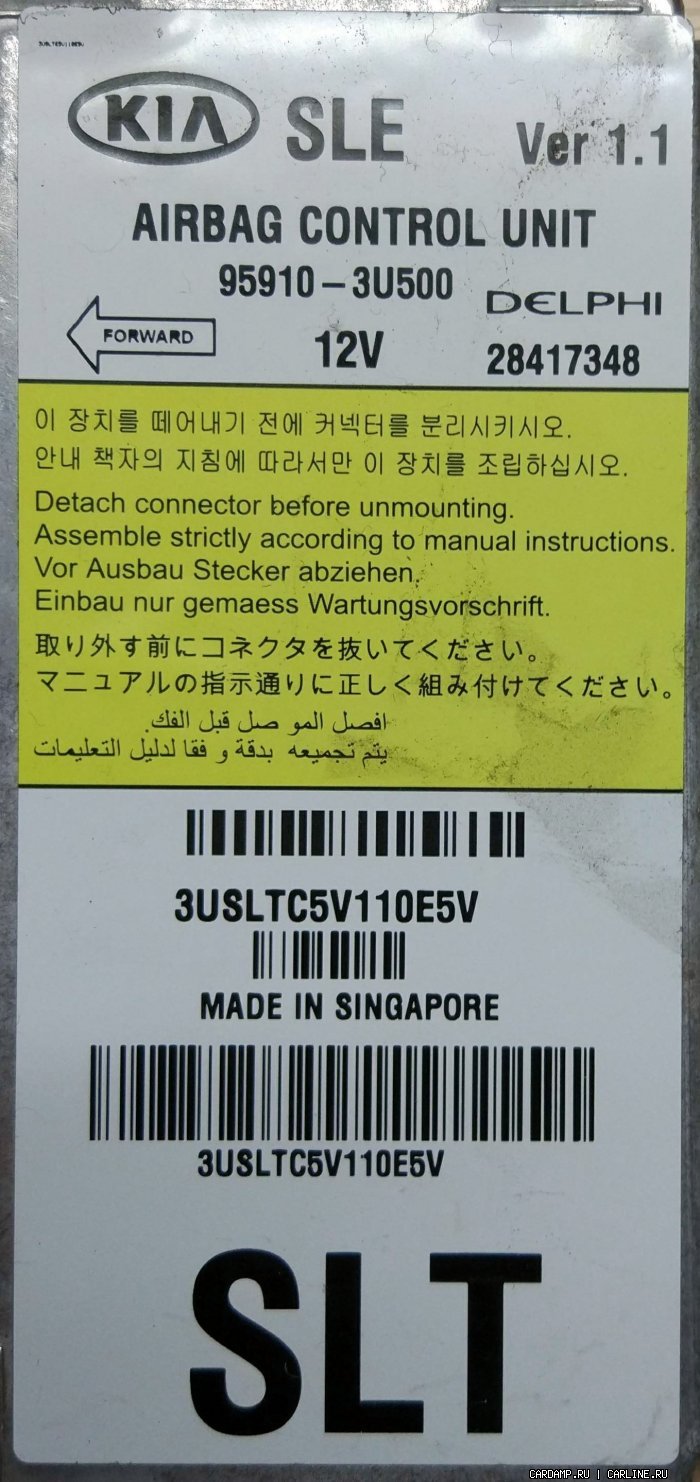 KIA SLE Ver 1.1
AIRBAG CONTROL UNIT
95910-3U500
DELPHI
FORWARD
12V
28417348
이 장치를 떼어내기 전에 커넥터를 분리시키시오.
안내 책자의 지침에 따라서만 이 장치를 조립하십시오.
Detach connector before unmounting.
Assemble strictly according to manual instructions.
Vor Ausbau Stecker abziehen.
Einbau nur gemaess Wartungsvorschrift.
取り外す前にコネクタを抜いてください。
マニュアルの指示通りに正しく組み付けてください。
افصل المو صل قبل الفك.
يتم تجميعه بدقة و فقا لدليل التعليمات
3USLTC5V110E5V
MADE IN SINGAPORE
3USLTC5V110E5V
SLT
CARDAMP.RU | CARLINE.RU